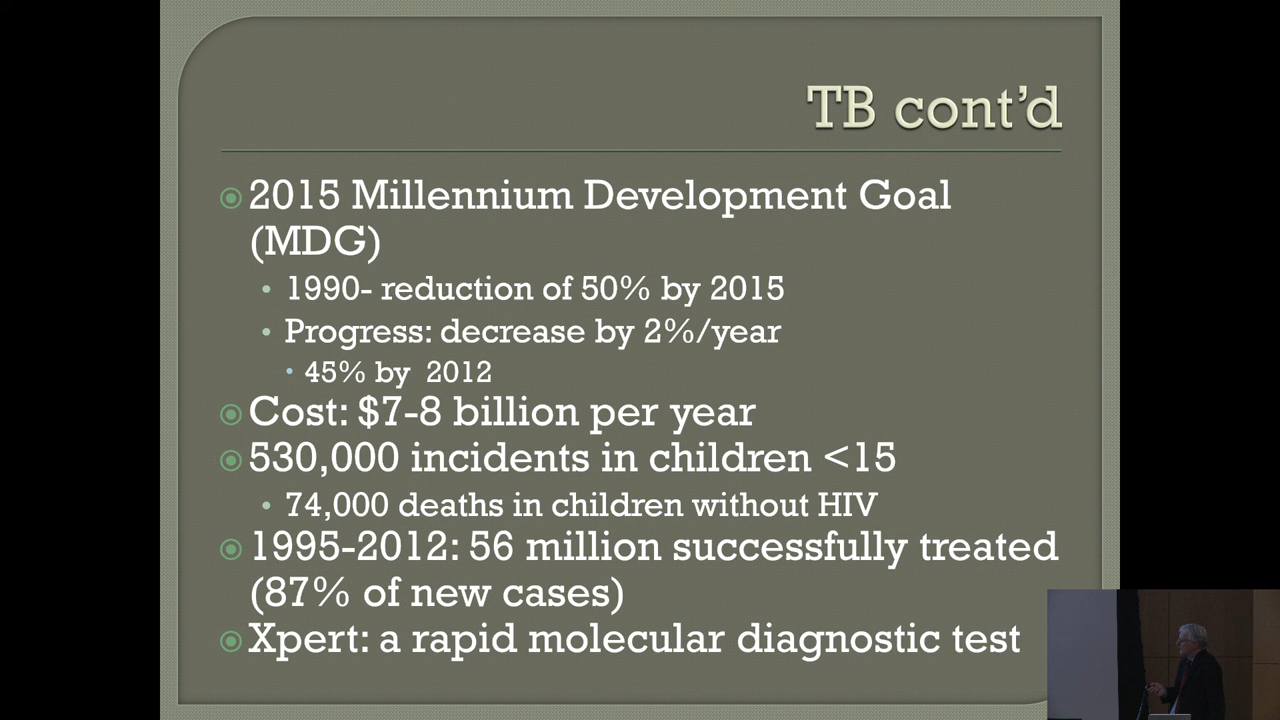 TB cont’d
2015 Millennium Development Goal
(MDG)
1990- reduction of 50% by 2015
Progress: decrease by 2%/year
45% by 2012
Cost: $7-8 billion per year
530,000 incidents in children <15
74,000 deaths in children without HIV
1995-2012: 56 million successfully treated
(87% of new cases)
Xpert: a rapid molecular diagnostic test